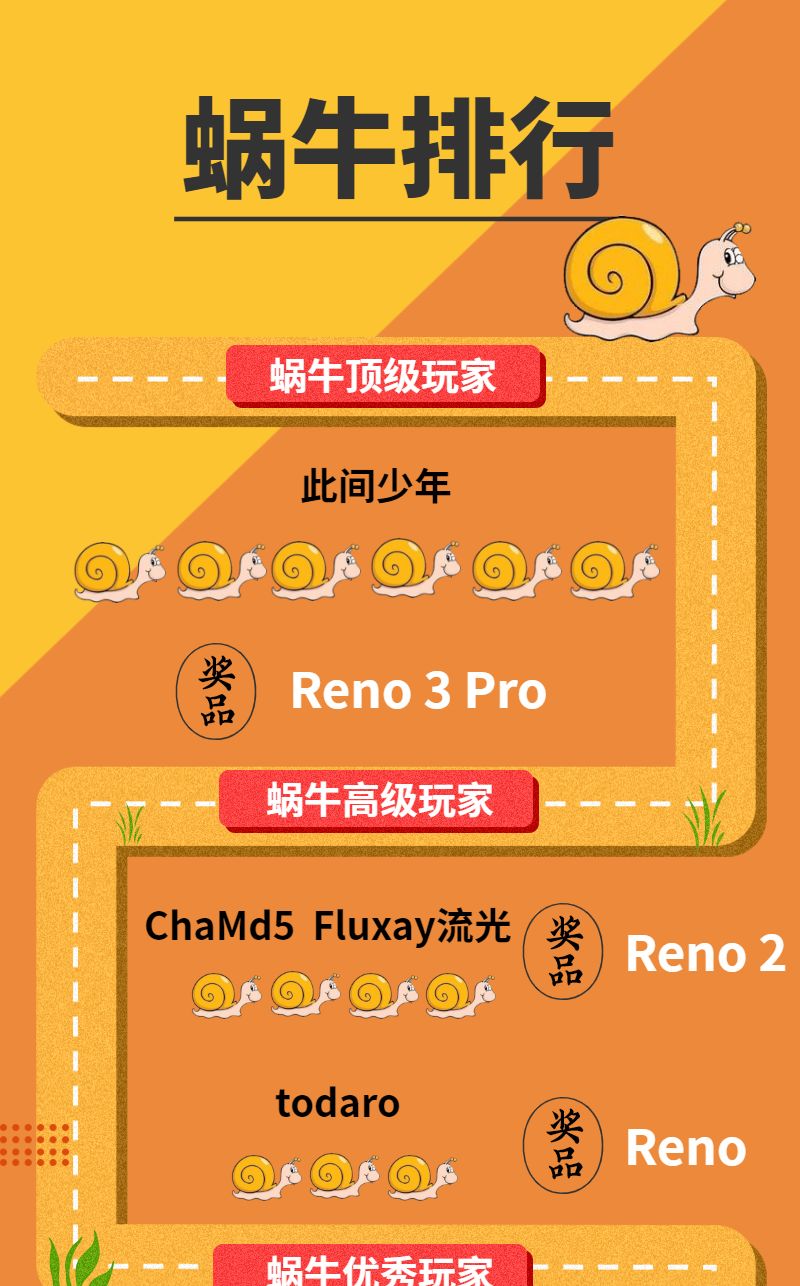 蜗牛排行
蜗牛顶级玩家
此间少年
奖品
Reno 3 Pro
蜗牛高级玩家
ChaMd5 Fluxay流光
奖品
Reno 2
todaro
奖品
Reno
蜗牛优秀玩家